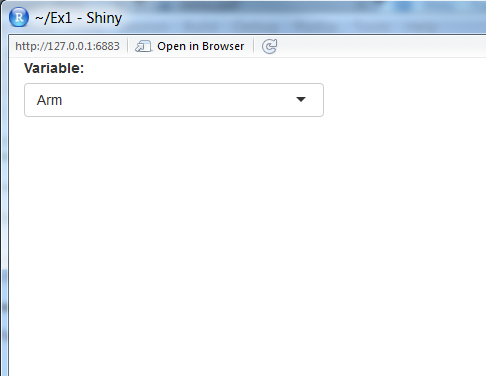 R ~/Ex1 - Shiny
http://127.0.0.1:6883 Open in Browser
Variable:
Arm